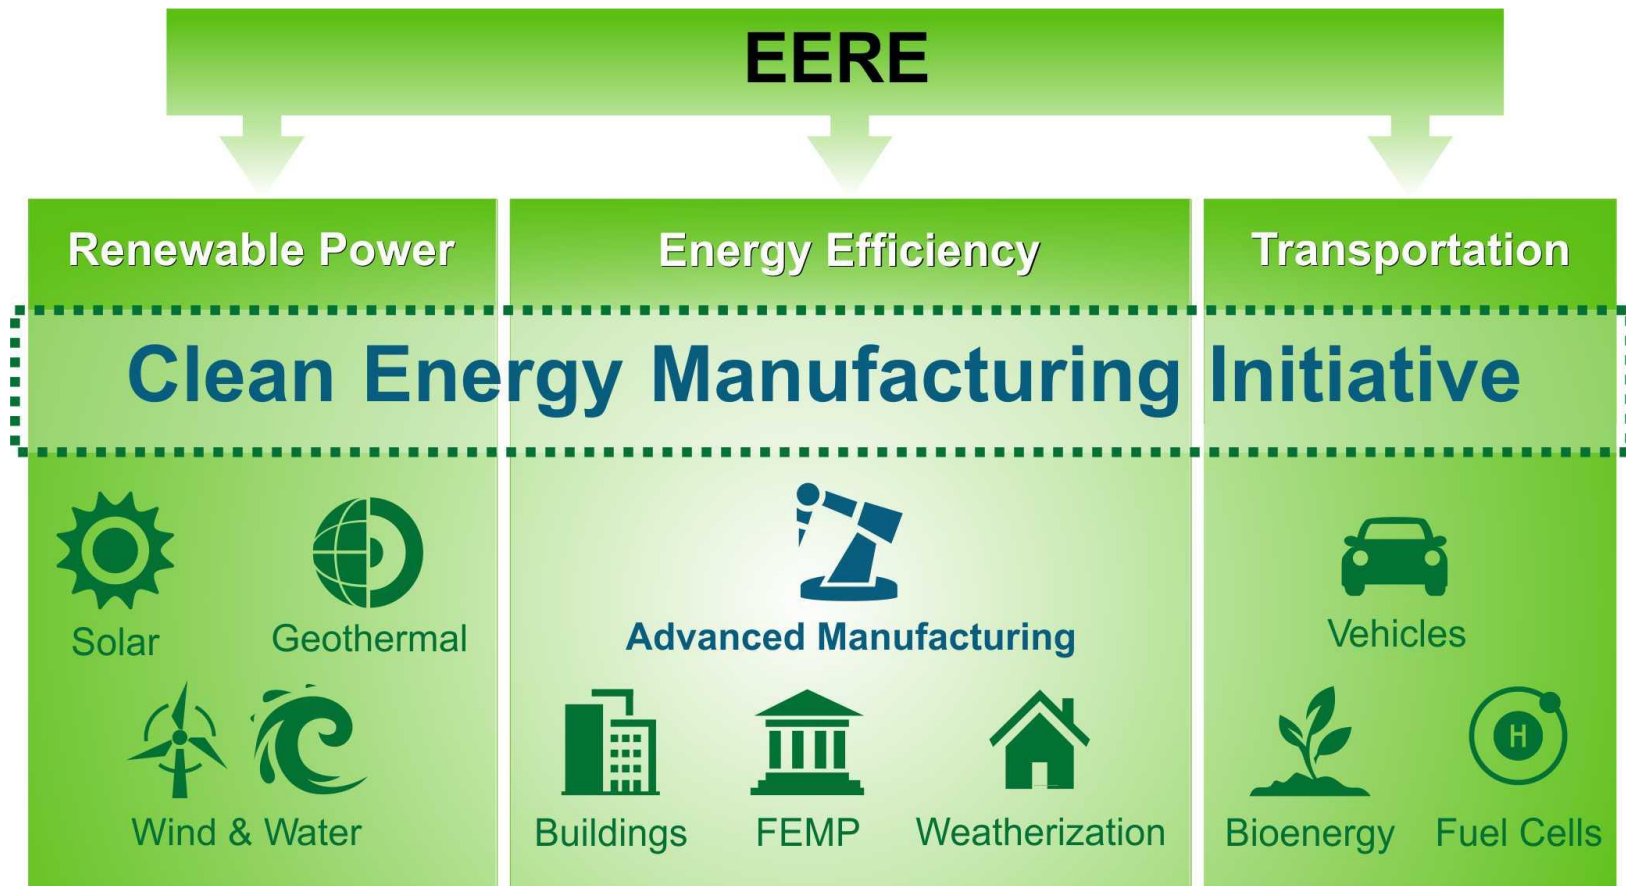 EERE
Renewable Power
Energy Efficiency
Transportation
Clean Energy Manufacturing Initiative
Solar
Geothermal
Wind & Water
Advanced Manufacturing
Buildings
FEMP
Weatherization
Vehicles
Bioenergy
H
Fuel Cells